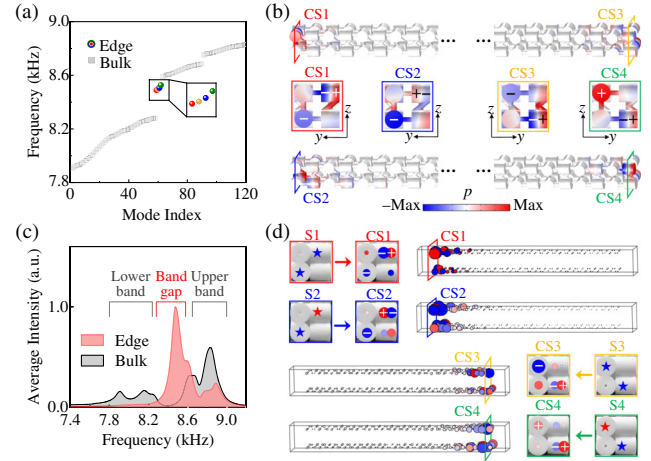 (a)
Frequency (kHz)
9.0
8.6
8.2
7.8
Edge
Bulk
0 40 80 120
Mode Index
(b)
CS1 CS3
... ...
CS1 CS2 CS3 CS4
− + − − + − + − + + −
z z z z
y y y y
... ...
CS2 CS4
p
−Max Max
(c)
Average Intensity (a.u.)
1.0
0.5
0.0
Lower band
Band gap
Upper band
Edge
Bulk
7.4 7.8 8.2 8.6 9.0
Frequency (kHz)
(d)
S1 CS1 CS1
S2 CS2 CS2
CS3 CS3 S3
CS4 CS4 S4